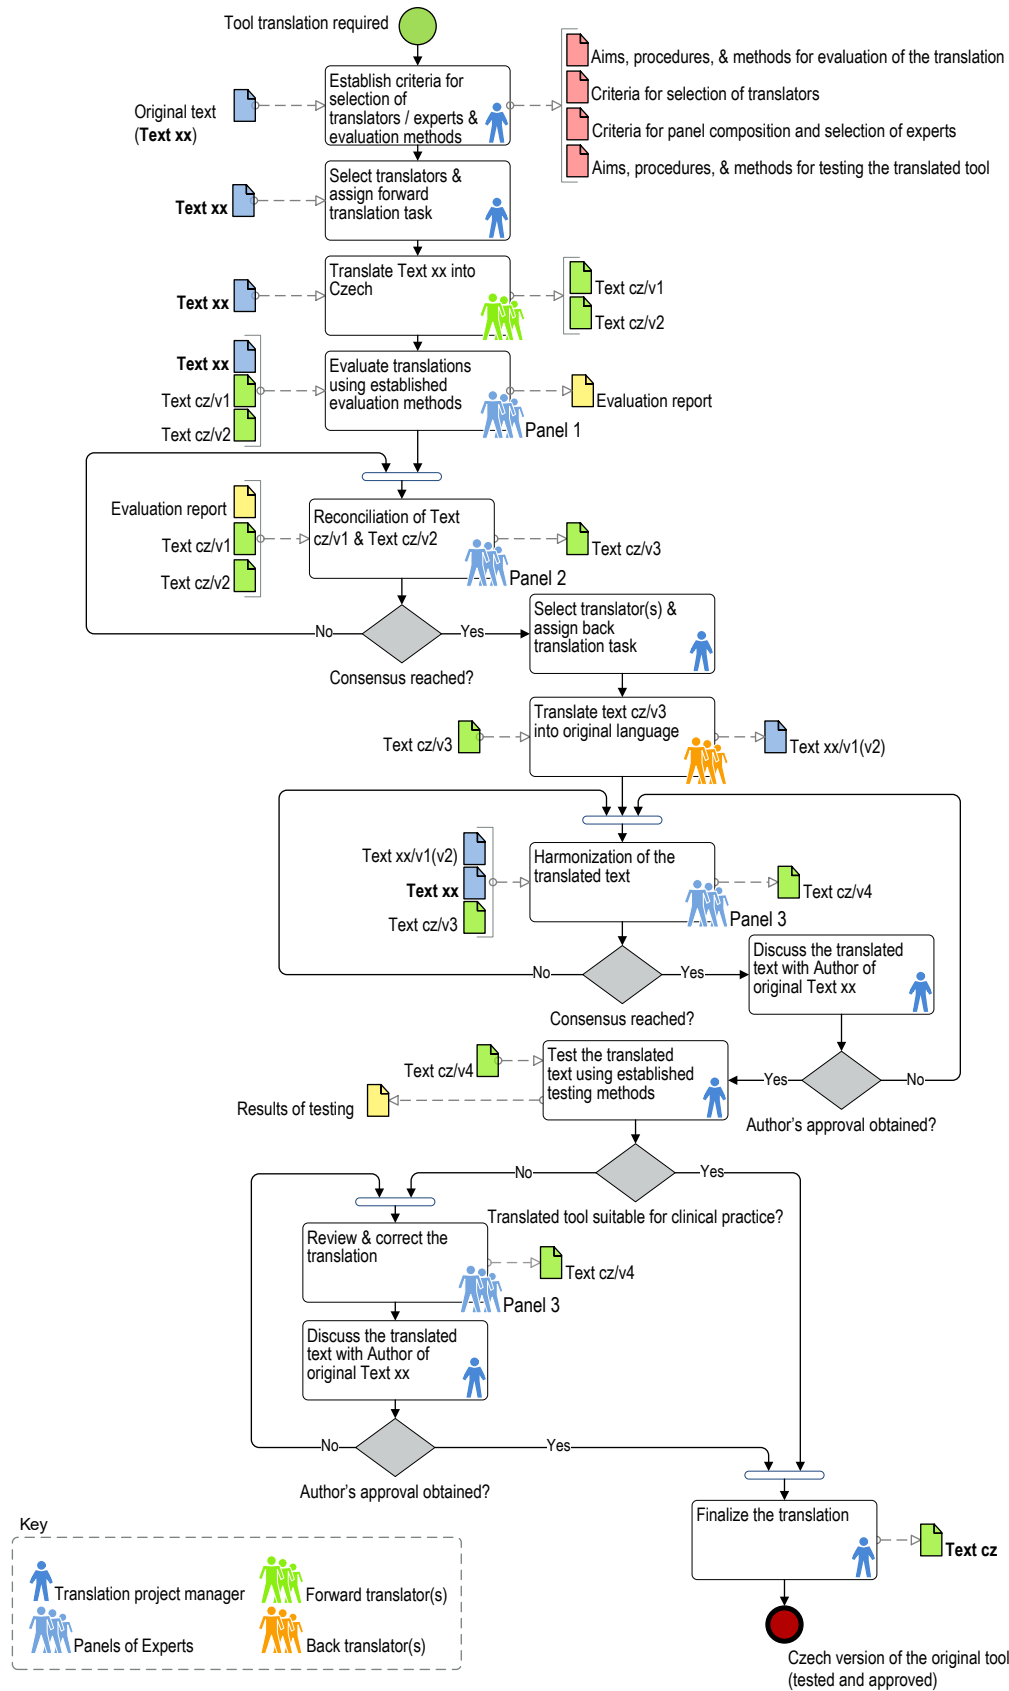 Tool translation required
Establish criteria for
selection of
translators / experts &
evaluation methods
Original text
(Text xx)
Aims, procedures, & methods for evaluation of the translation
Criteria for selection of translators
Criteria for panel composition and selection of experts
Aims, procedures, & methods for testing the translated tool
Select translators &
assign forward
translation task
Text xx
Translate Text xx into
Czech
Text xx
Text cz/v1
Text cz/v2
Evaluate translations
using established
evaluation methods
Text xx
Text cz/v1
Text cz/v2
Panel 1
Evaluation report
Reconciliation of Text
cz/v1 & Text cz/v2
Evaluation report
Text cz/v1
Text cz/v2
Panel 2
Text cz/v3
No
Yes
Consensus reached?
Select translator(s) &
assign back
translation task
Translate text cz/v3
into original language
Text cz/v3
Text xx/v1(v2)
Harmonization of the
translated text
Text xx/v1(v2)
Text xx
Text cz/v3
Panel 3
Text cz/v4
No
Yes
Consensus reached?
Discuss the translated
text with Author of
original Text xx
Yes
No
Author's approval obtained?
Test the translated
text using established
testing methods
Text cz/v4
Results of testing
No
Yes
Translated tool suitable for clinical practice?
Review & correct the
translation
Panel 3
Text cz/v4
Discuss the translated
text with Author of
original Text xx
No
Yes
Author's approval obtained?
Finalize the translation
Text cz
Czech version of the original tool
(tested and approved)
Key
Translation project manager
Forward translator(s)
Panels of Experts
Back translator(s)